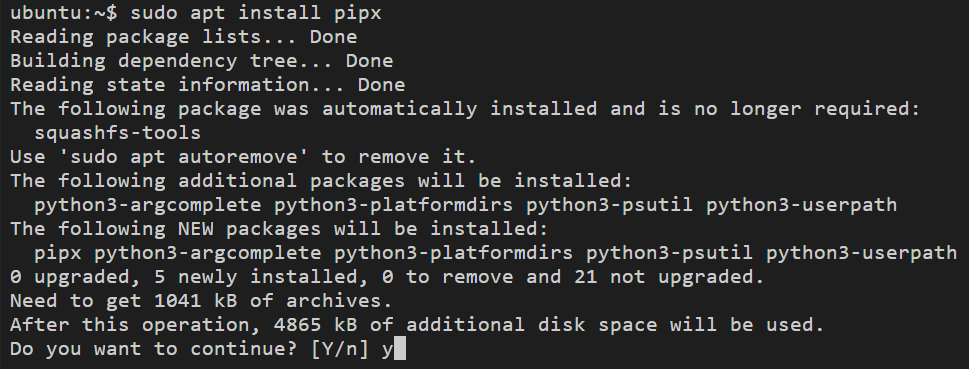 ubuntu:~$ sudo apt install pipx
Reading package lists... Done
Building dependency tree... Done
Reading state information... Done
The following package was automatically installed and is no longer required:
  squashfs-tools
Use 'sudo apt autoremove' to remove it.
The following additional packages will be installed:
  python3-argcomplete python3-platformdirs python3-psutil python3-userpath
The following NEW packages will be installed:
  pipx python3-argcomplete python3-platformdirs python3-psutil python3-userpath
0 upgraded, 5 newly installed, 0 to remove and 21 not upgraded.
Need to get 1041 kB of archives.
After this operation, 4865 kB of additional disk space will be used.
Do you want to continue? [Y/n] y